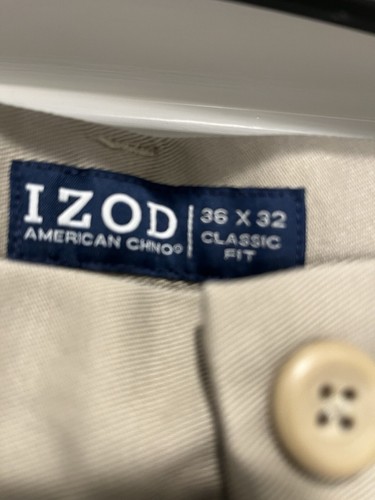 IZOD
AMERICAN CHINO®
36 X 32
CLASSIC
FIT